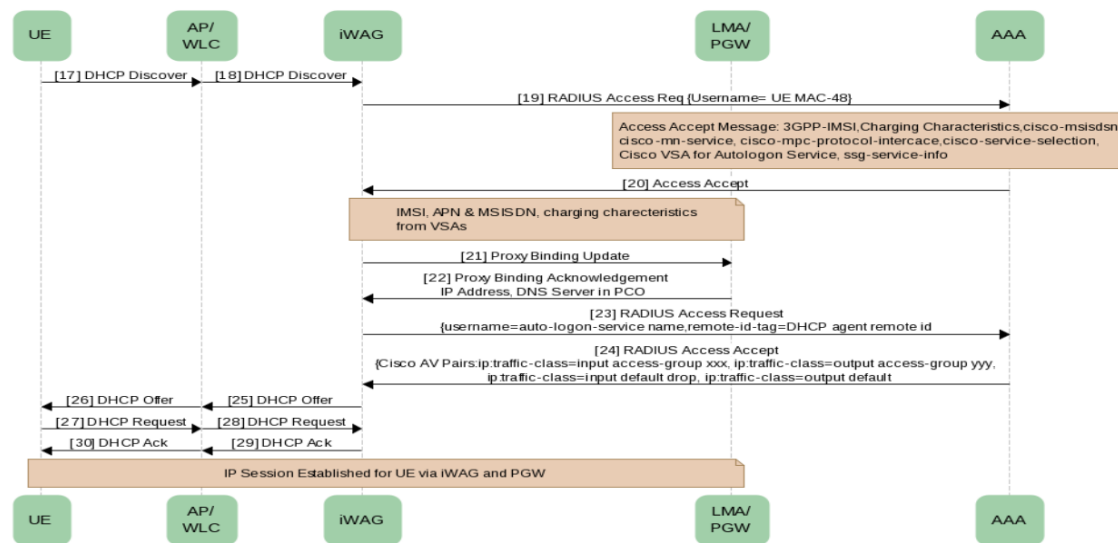 UE
AP/
WLC
iWAG
LMA/
PGW
AAA
[17] DHCP Discover
[18] DHCP Discover
[19] RADIUS Access Req {Username= UE MAC-48}
Access Accept Message: 3GPP-IMSI,Charging Characteristics,cisco-msisdsn
cisco-mn-service, cisco-mpc-protocol-intercace,cisco-service-selection,
Cisco VSA for Autologon Service, ssg-service-info
[20] Access Accept
IMSI, APN & MSISDN, charging charecteristics
from VSAs
[21] Proxy Binding Update
[22] Proxy Binding Acknowledgement
IP Address, DNS Server in PCO
[23] RADIUS Access Request
{username=auto-logon-service name,remote-id-tag=DHCP agent remote id
[24] RADIUS Access Accept
{Cisco AV Pairs:ip:traffic-class=input access-group xxx, ip:traffic-class=output access-group yyy,
ip:traffic-class=input default drop, ip:traffic-class=output default
[26] DHCP Offer
[25] DHCP Offer
[27] DHCP Request
[28] DHCP Request
[30] DHCP Ack
[29] DHCP Ack
IP Session Established for UE via iWAG and PGW
UE
AP/
WLC
iWAG
LMA/
PGW
AAA